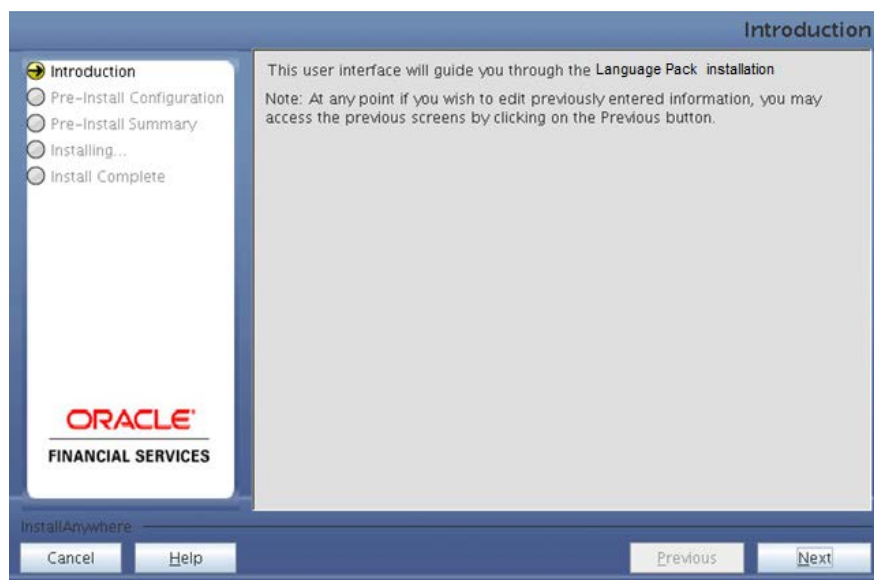 Introduction
Introduction
Pre-Install Configuration
Pre-Install Summary
Installing...
Install Complete
ORACLE'
FINANCIAL SERVICES
This user interface will guide you through the Language Pack installation
Note: At any point if you wish to edit previously entered information, you may
access the previous screens by clicking on the Previous button.
InstallAnywhere
Cancel
Help
Previous
Next